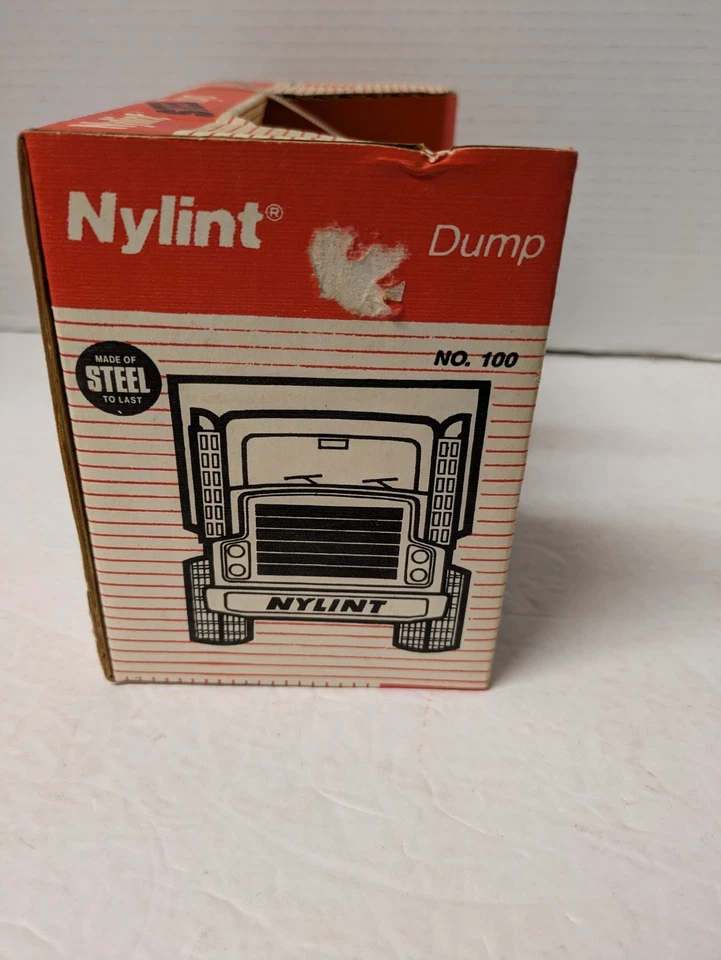 Nylint®
Dump
NO. 100
MADE OF
STEEL
TO LAST
NYLINT